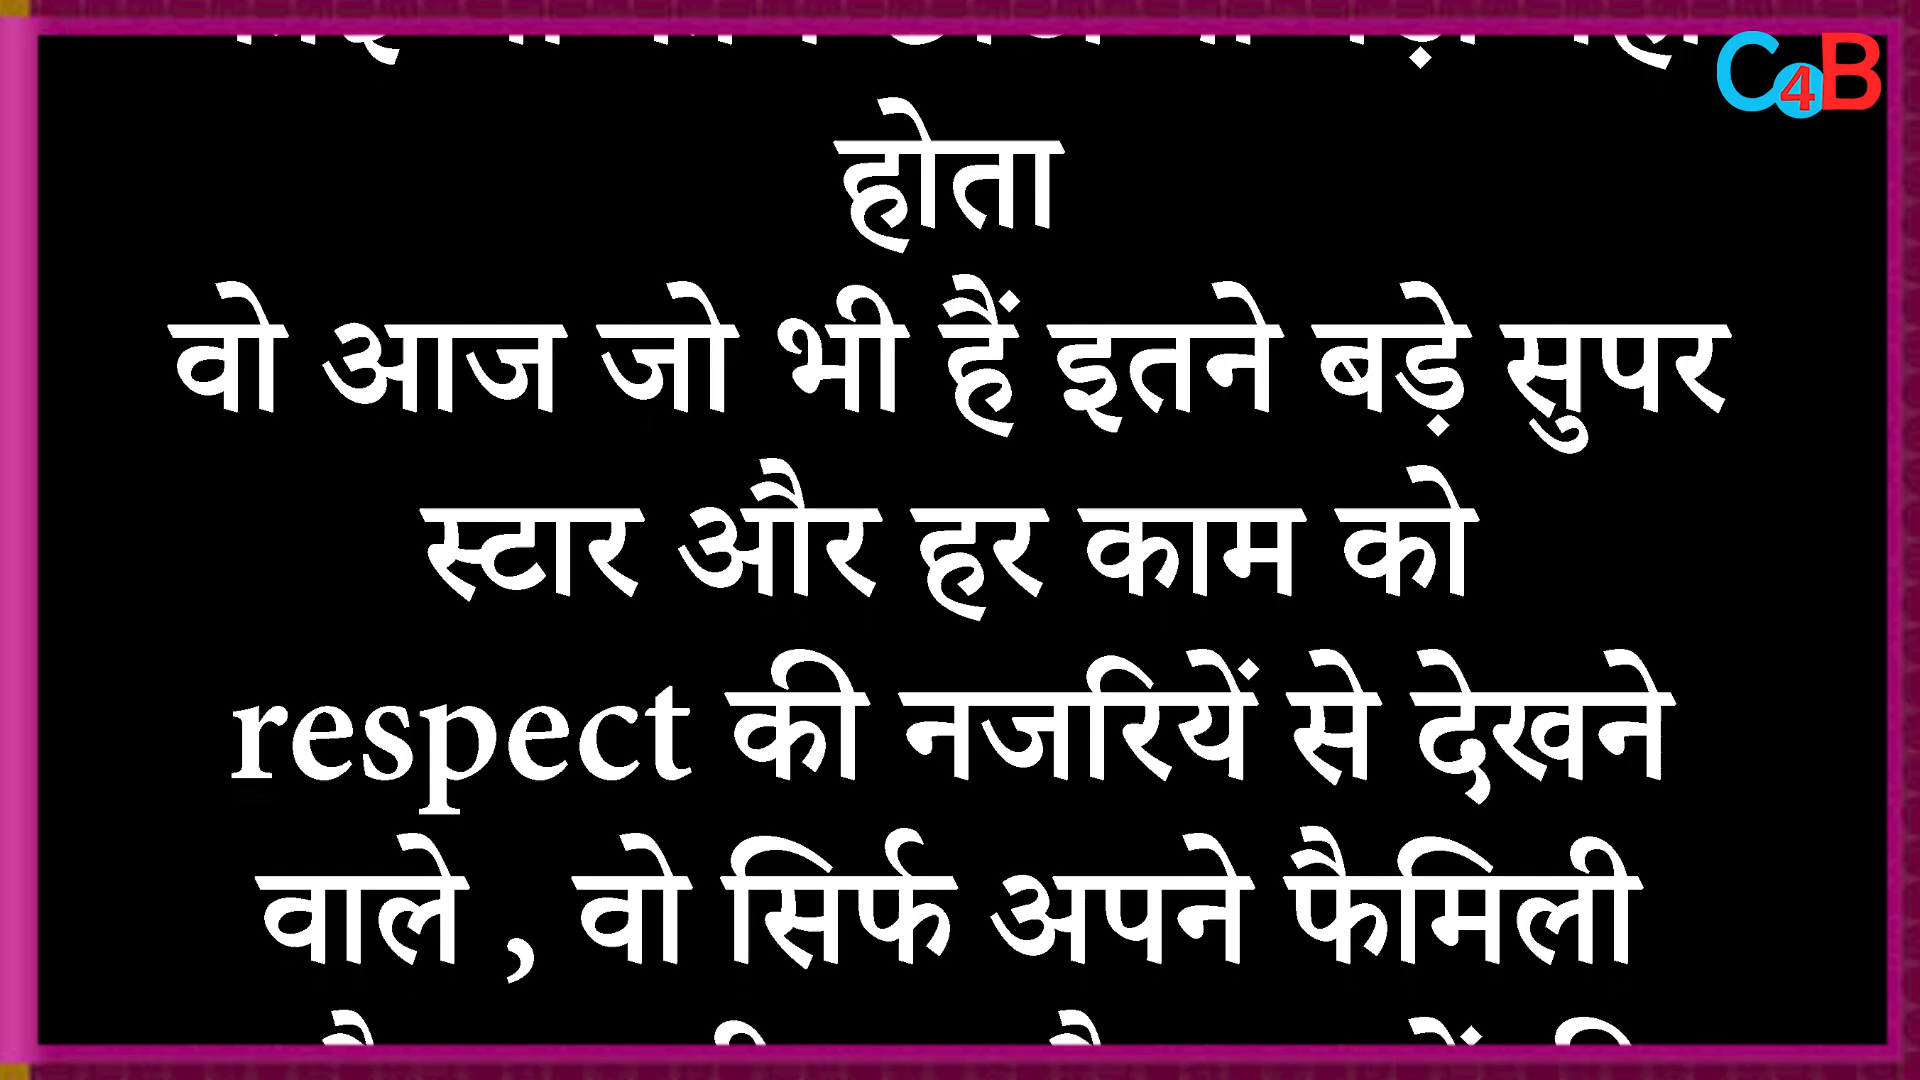 C4B
होता
वो आज जो भी हैं इतने बड़े सुपर
स्टार और हर काम को
respect की नजरियें से देखने
वाले , वो सिर्फ अपने फैमिली